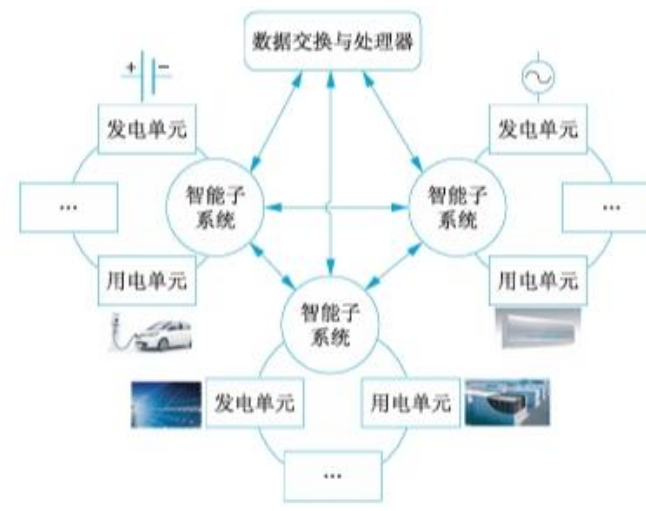 数据交换与处理器
+ −
发电单元
发电单元
...
智能子
系统
智能子
系统
...
用电单元
用电单元
智能子
系统
发电单元
用电单元
...